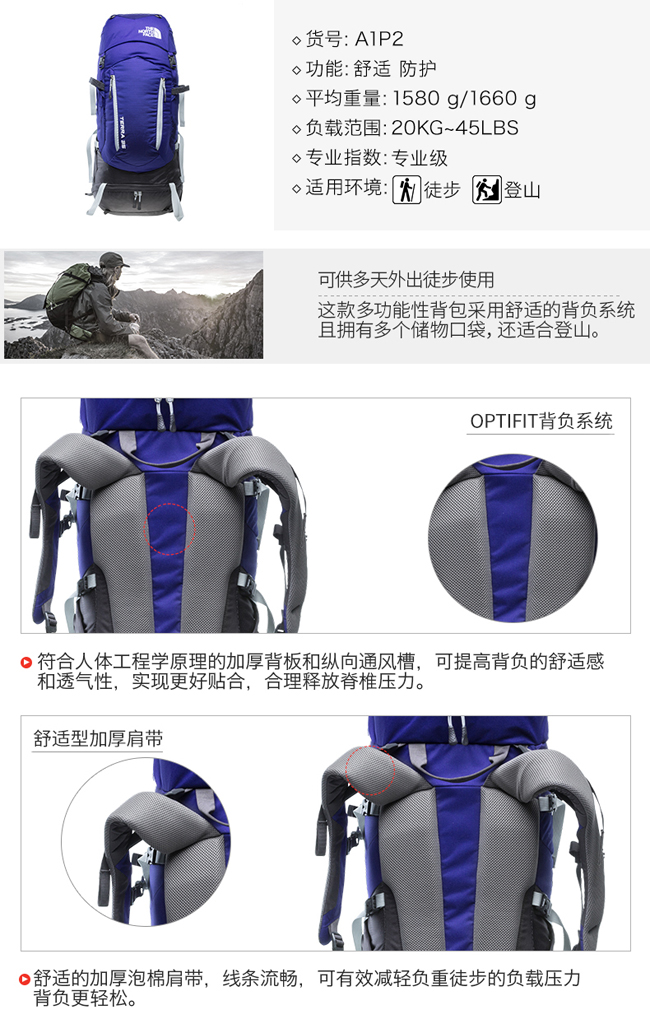 THE
NORTH
FACE
TERRA 35
货号: A1P2
功能: 舒适 防护
平均重量: 1580 g/1660 g
负载范围: 20KG~45LBS
专业指数: 专业级
适用环境: 徒步 登山
可供多天外出徒步使用
这款多功能性背包采用舒适的背负系统
且拥有多个储物口袋, 还适合登山。
OPTIFIT背负系统
符合人体工程学原理的加厚背板和纵向通风槽，可提高背负的舒适感
和透气性，实现更好贴合，合理释放脊椎压力。
舒适型加厚肩带
舒适的加厚泡棉肩带，线条流畅，可有效减轻负重徒步的负载压力
背负更轻松。